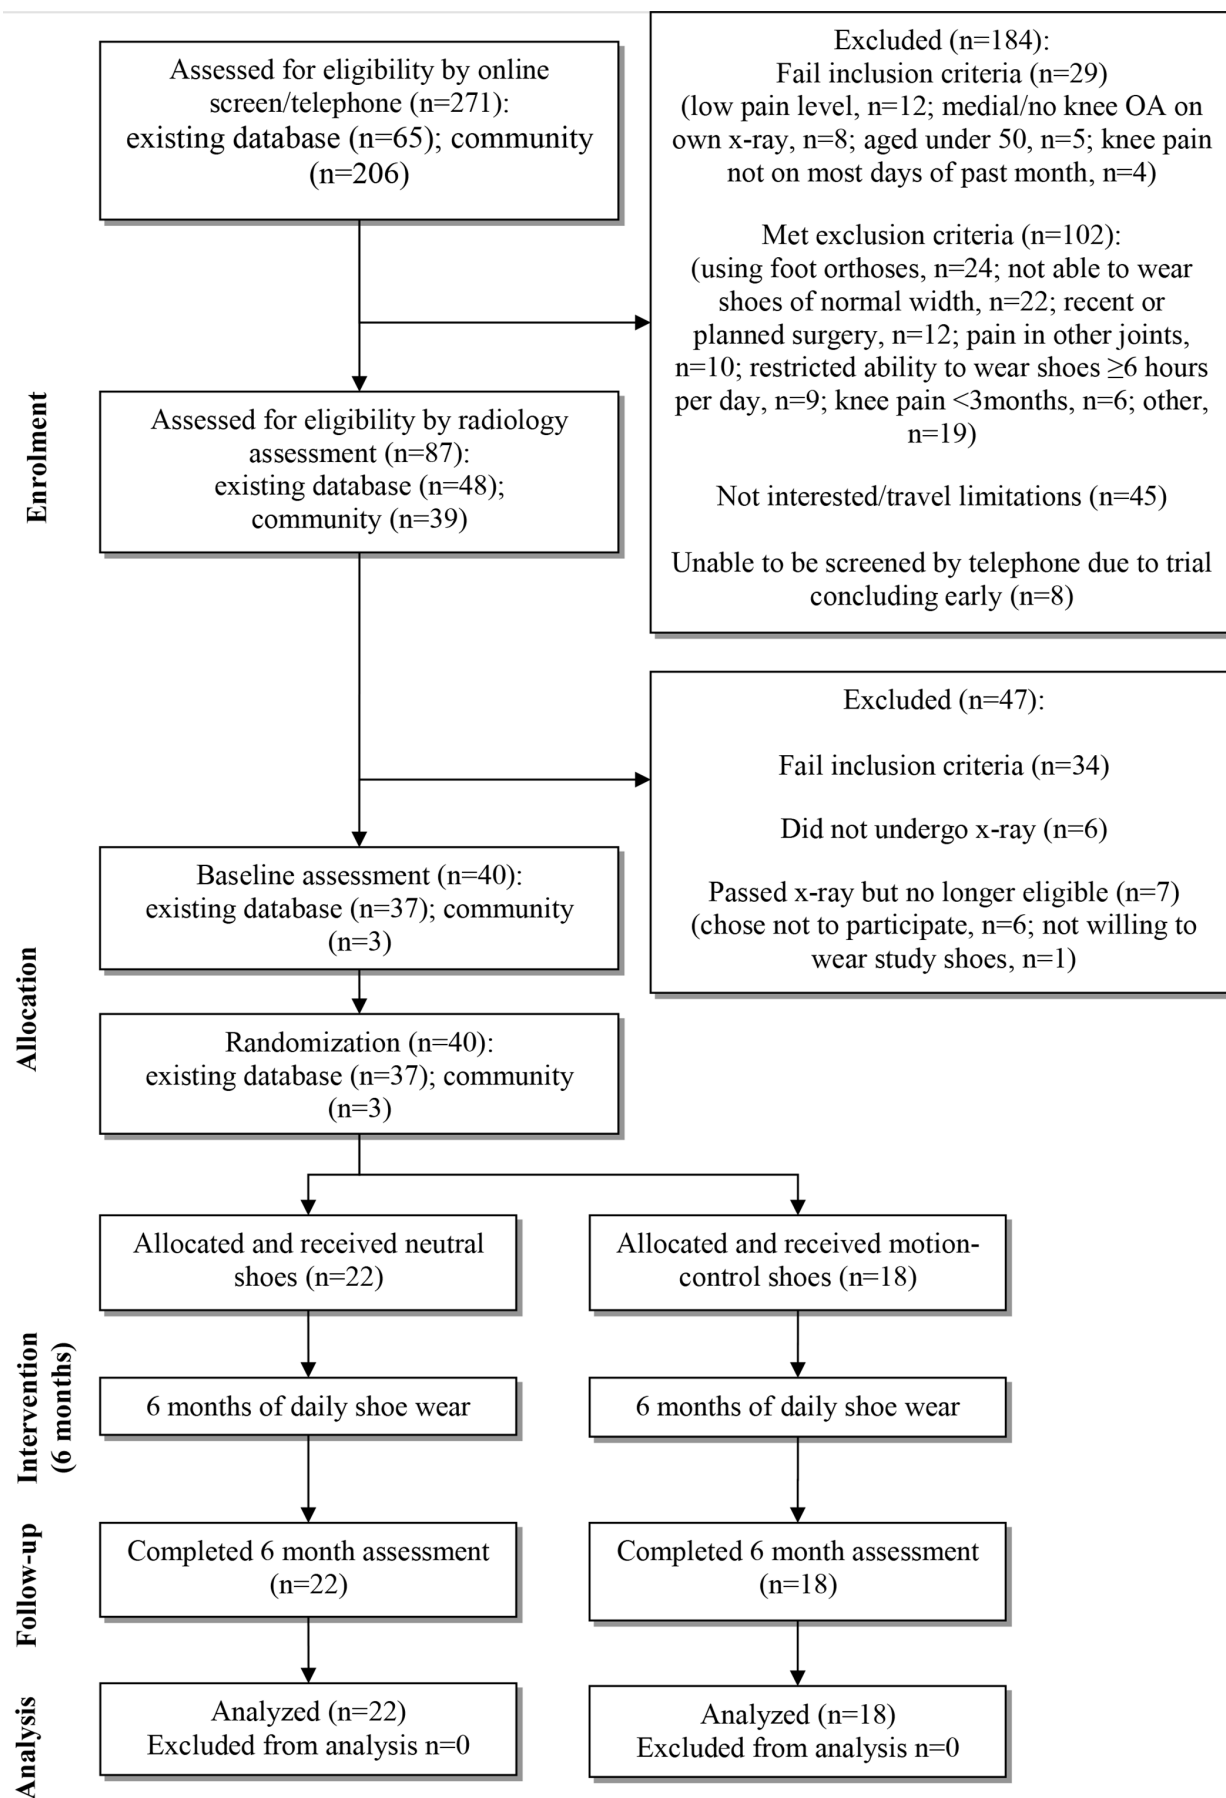 Assessed for eligibility by online
screen/telephone (n=271):
existing database (n=65); community
(n=206)
Excluded (n=184):
Fail inclusion criteria (n=29)
(low pain level, n=12; medial/no knee OA on
own x-ray, n=8; aged under 50, n=5; knee pain
not on most days of past month, n=4)
Met exclusion criteria (n=102):
(using foot orthoses, n=24; not able to wear
shoes of normal width, n=22; recent or
planned surgery, n=12; pain in other joints,
n=10; restricted ability to wear shoes ≥6 hours
per day, n=9; knee pain <3months, n=6; other,
n=19)
Not interested/travel limitations (n=45)
Unable to be screened by telephone due to trial
concluding early (n=8)
Enrolment
Assessed for eligibility by radiology
assessment (n=87):
existing database (n=48);
community (n=39)
Excluded (n=47):
Fail inclusion criteria (n=34)
Did not undergo x-ray (n=6)
Passed x-ray but no longer eligible (n=7)
(chose not to participate, n=6; not willing to
wear study shoes, n=1)
Baseline assessment (n=40):
existing database (n=37); community
(n=3)
Allocation
Randomization (n=40):
existing database (n=37); community
(n=3)
Allocated and received neutral
shoes (n=22)
Allocated and received motion-
control shoes (n=18)
Intervention
(6 months)
6 months of daily shoe wear
6 months of daily shoe wear
Follow-up
Completed 6 month assessment
(n=22)
Completed 6 month assessment
(n=18)
Analysis
Analyzed (n=22)
Excluded from analysis n=0
Analyzed (n=18)
Excluded from analysis n=0